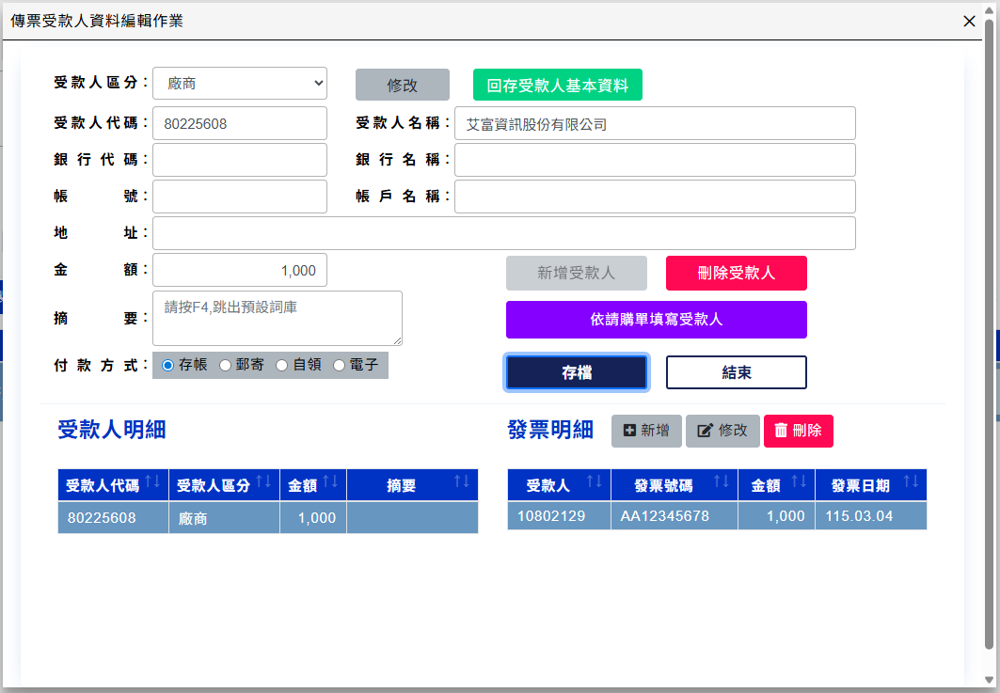 傳票受款人資料編輯作業
受款人區分： 廠商 修改 回存受款人基本資料
受款人代碼： 80225608 受款人名稱： 艾富資訊股份有限公司
銀行代碼： 銀行名稱：
帳號： 帳戶名稱：
地址：
金額： 1,000 新增受款人 刪除受款人
摘要： 請按F4,跳出預設詞庫
依請購單填寫受款人
付款方式： 存帳 郵寄 自領 電子 存檔 結束
受款人明細
受款人代碼 受款人區分 金額 摘要
80225608 廠商 1,000
發票明細 新增 修改 刪除
受款人 發票號碼 金額 發票日期
10802129 AA12345678 1,000 115.03.04